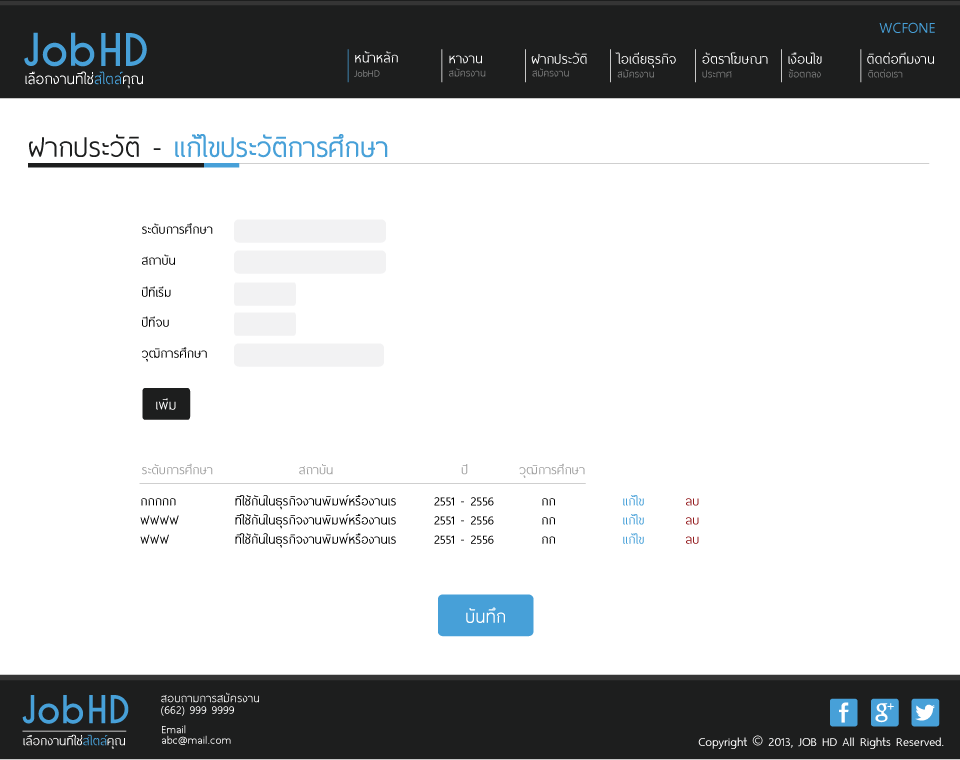 WCFONE
JobHD
เลือกงานที่ใช่สไตล์คุณ
หน้าหลัก หางาน ฝากประวัติ ไอเดียธุรกิจ อัตราโฆษณา เงื่อนไข ติดต่อทีมงาน
JobHD สมัครงาน สมัครงาน สมัครงาน ประกาศ ข้อตกลง ติดต่อเรา
ฝากประวัติ - แก้ไขประวัติการศึกษา
ระดับการศึกษา
สถาบัน
ปีที่เริ่ม
ปีที่จบ
วุฒิการศึกษา
เพิ่ม
ระดับการศึกษา สถาบัน ปี วุฒิการศึกษา
กกกกก ที่ใช้กันในธุรกิจงานพิมพ์หรืองานเร 2551 - 2556 กก แก้ไข ลบ
ฟฟฟฟ ที่ใช้กันในธุรกิจงานพิมพ์หรืองานเร 2551 - 2556 กก แก้ไข ลบ
ฟฟฟ ที่ใช้กันในธุรกิจงานพิมพ์หรืองานเร 2551 - 2556 กก แก้ไข ลบ
บันทึก
JobHD
เลือกงานที่ใช่สไตล์คุณ
สอบถามการสมัครงาน
(662) 999 9999
Email
abc@mail.com
Copyright © 2013, JOB HD All Rights Reserved.